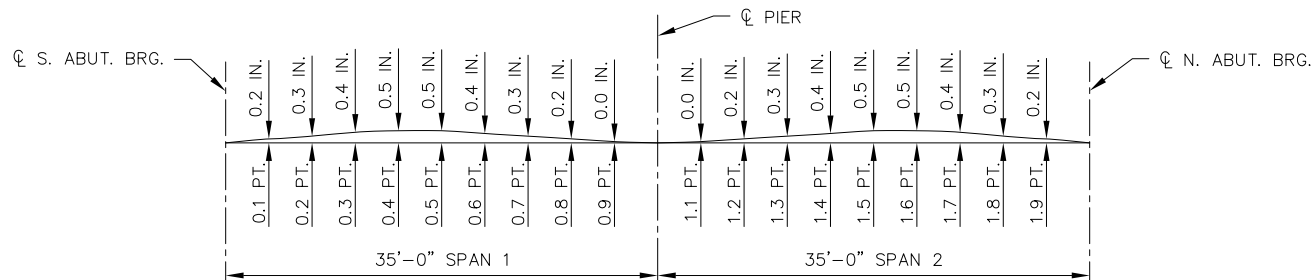 ℄ PIER
℄ S. ABUT. BRG.
℄ N. ABUT. BRG.
0.2 IN.
0.3 IN.
0.4 IN.
0.5 IN.
0.5 IN.
0.4 IN.
0.3 IN.
0.2 IN.
0.0 IN.
0.0 IN.
0.2 IN.
0.3 IN.
0.4 IN.
0.5 IN.
0.5 IN.
0.4 IN.
0.3 IN.
0.2 IN.
0.1 PT.
0.2 PT.
0.3 PT.
0.4 PT.
0.5 PT.
0.6 PT.
0.7 PT.
0.8 PT.
0.9 PT.
1.1 PT.
1.2 PT.
1.3 PT.
1.4 PT.
1.5 PT.
1.6 PT.
1.7 PT.
1.8 PT.
1.9 PT.
35'-0" SPAN 1
35'-0" SPAN 2